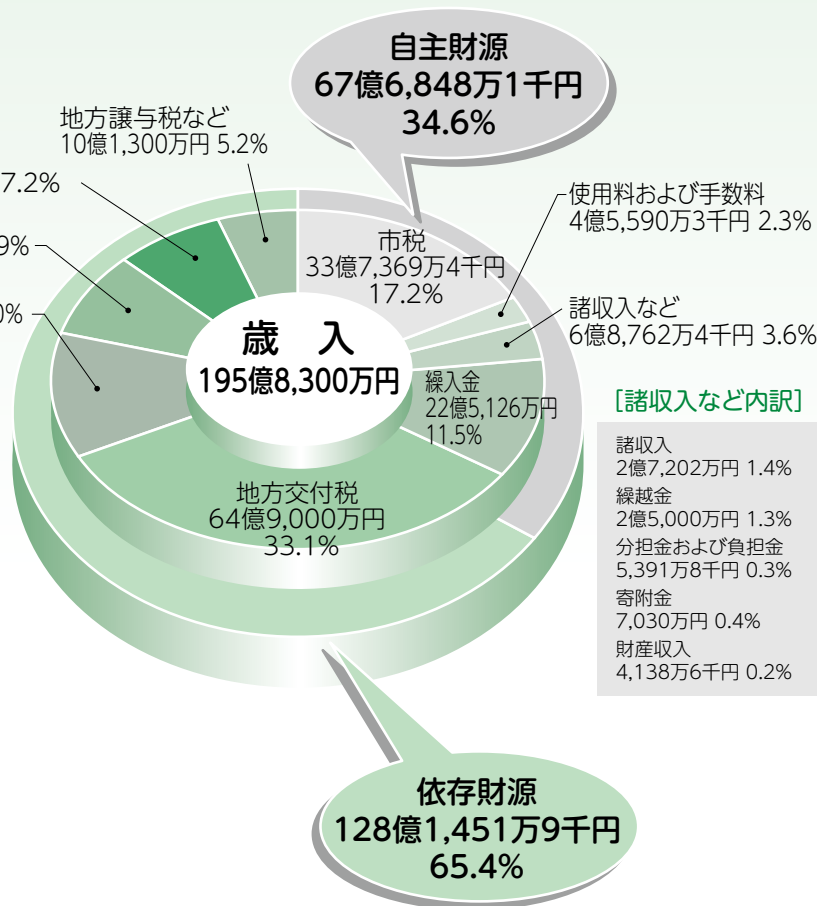 自主財源
67億6,848万1千円
34.6%
地方譲与税など
10億1,300万円 5.2%
7.2%
9%
0%
市税
33億7,369万4千円
17.2%
使用料および手数料
4億5,590万3千円 2.3%
諸収入など
6億8,762万4千円 3.6%
歳 入
195億8,300万円
繰入金
22億5,126万円
11.5%
地方交付税
64億9,000万円
33.1%
[諸収入など内訳]
諸収入
2億7,202万円 1.4%
繰越金
2億5,000万円 1.3%
分担金および負担金
5,391万8千円 0.3%
寄附金
7,030万円 0.4%
財産収入
4,138万6千円 0.2%
依存財源
128億1,451万9千円
65.4%